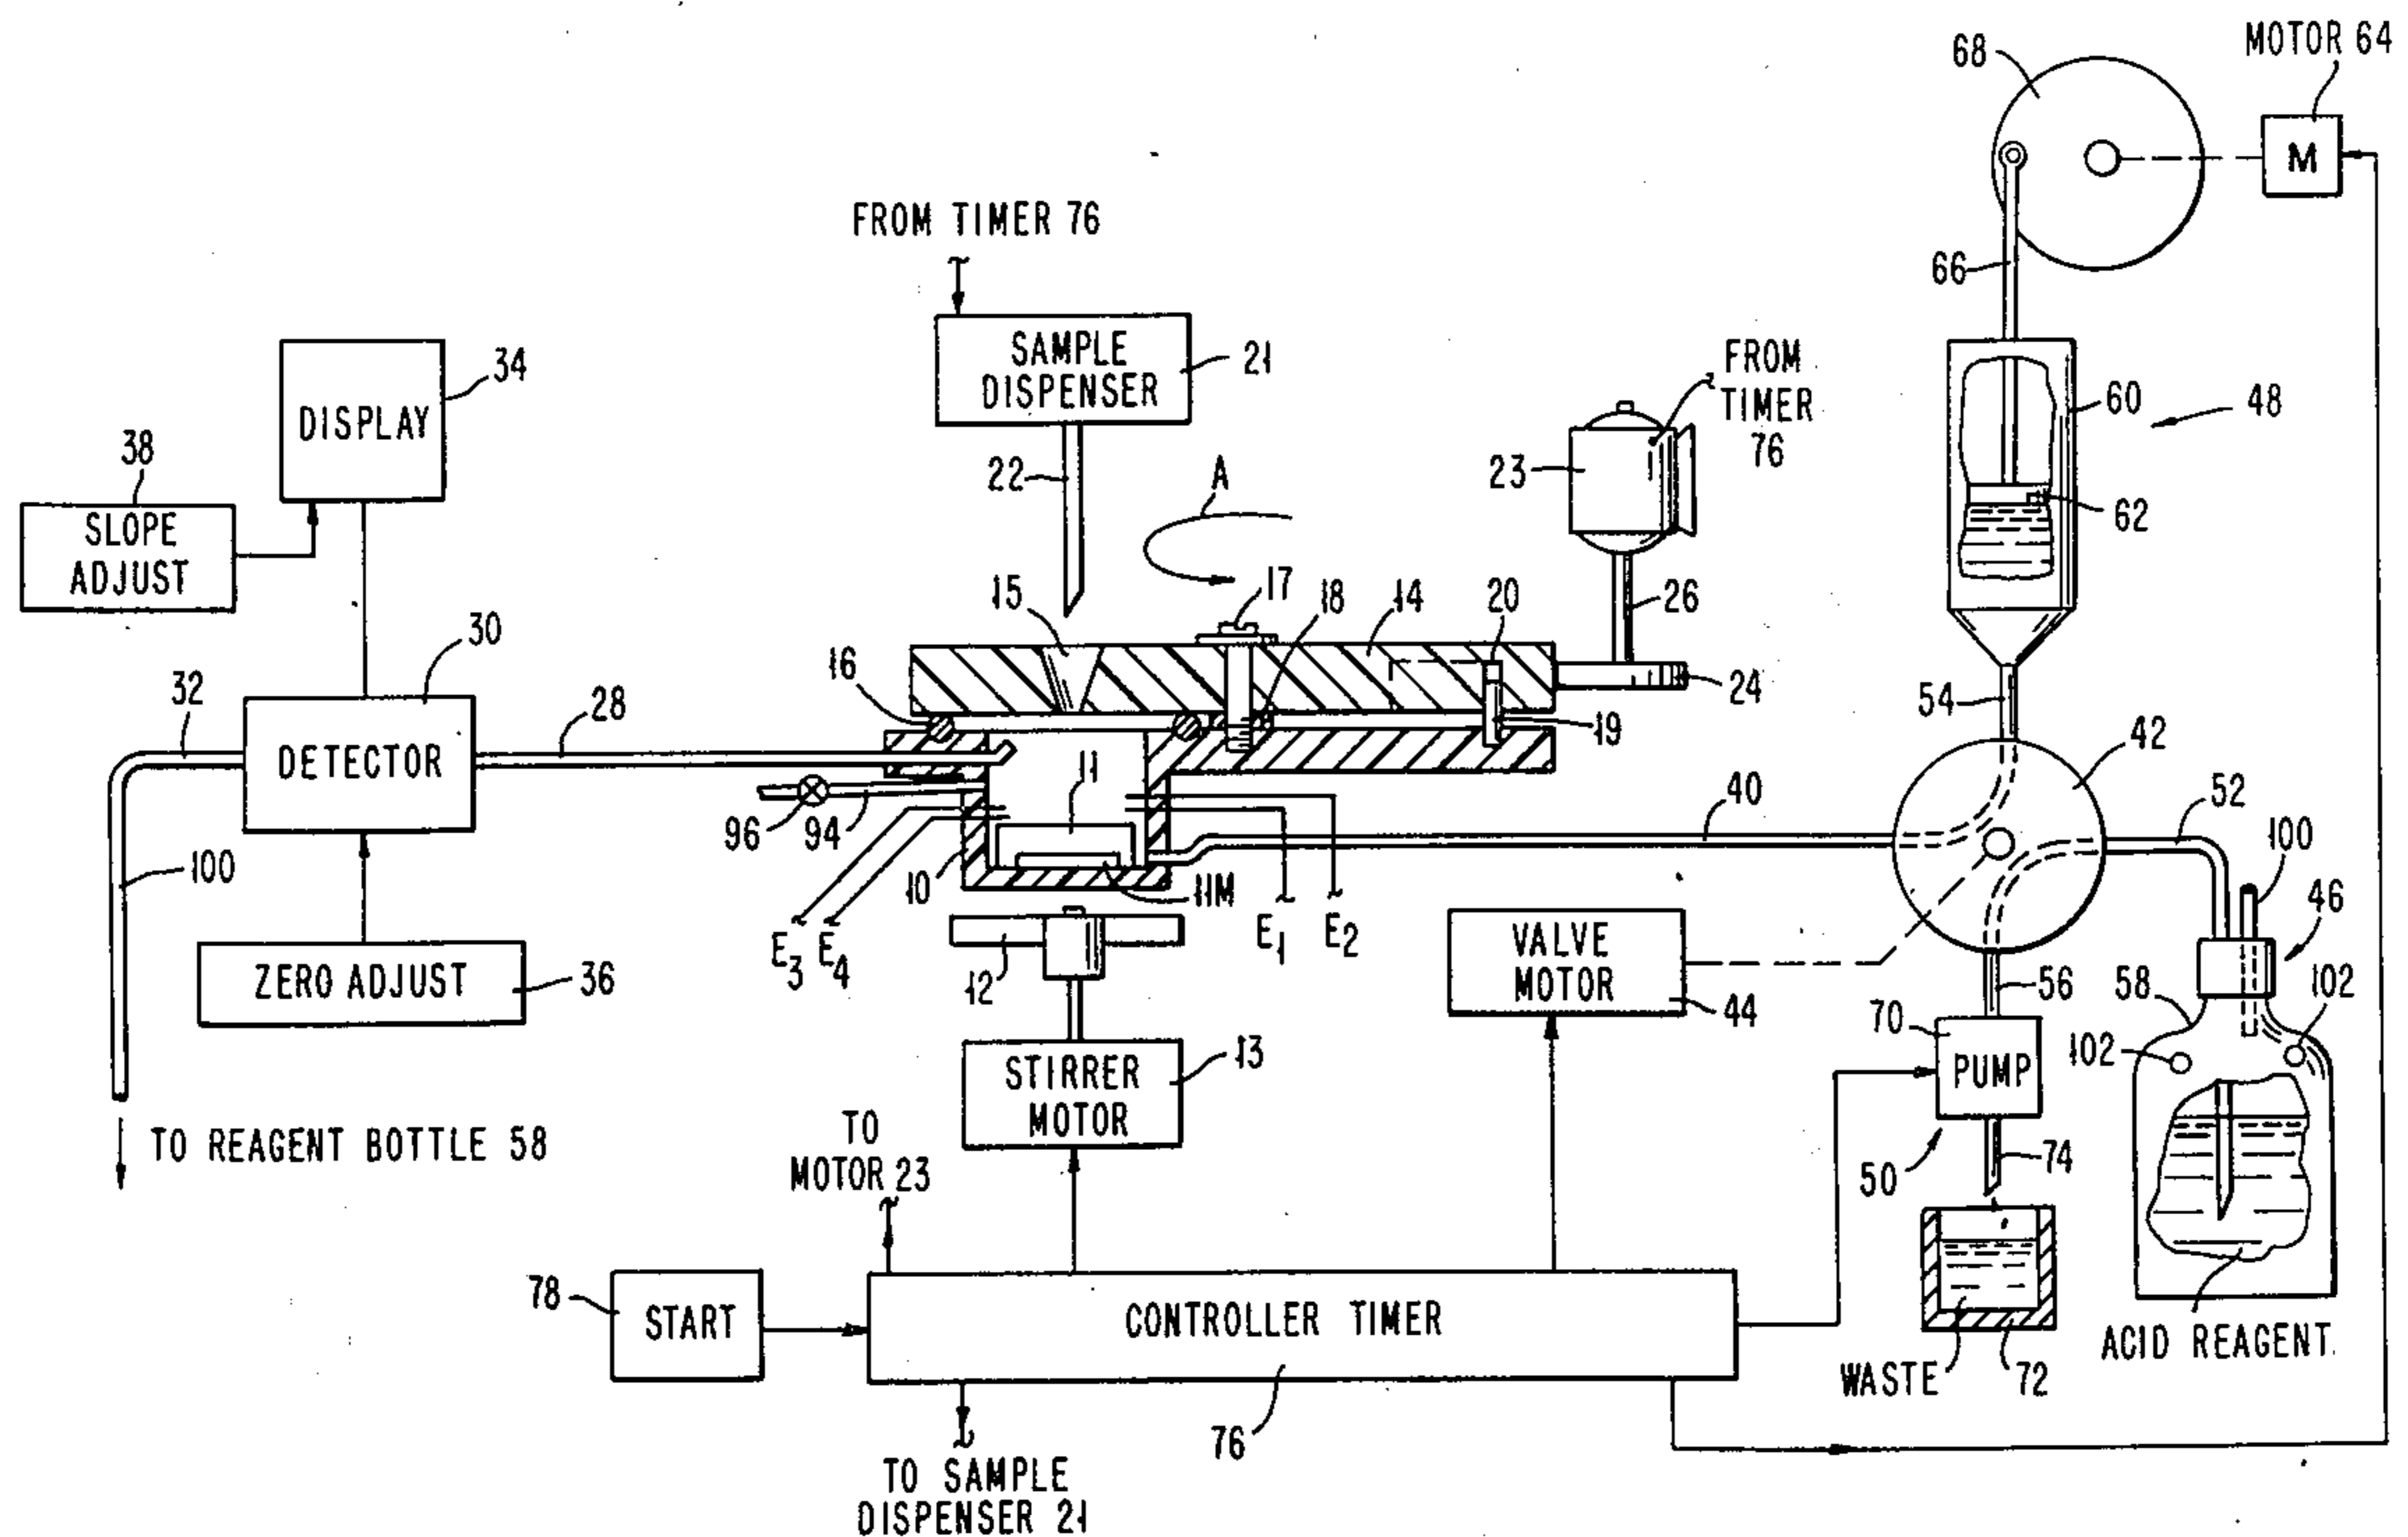 MOTOR 64
68
FROM TIMER 76
66
SAMPLE
DISPENSER
21
FROM
TIMER
76
34
DISPLAY
60
48
38
22
A
23
62
SLOPE
ADJUST
15
17
18
14
20
26
30
16
24
54
32
28
19
42
DETECTOR
11
40
52
96
94
100
100
10
11M
46
E3
E4
E1
E2
VALVE
MOTOR
12
56
58
102
ZERO ADJUST
36
44
70
102
13
STIRRER
MOTOR
PUMP
TO
MOTOR 23
TO REAGENT BOTTLE 58
50
74
78
START
CONTROLLER TIMER
ACID REAGENT
WASTE
72
76
TO SAMPLE
DISPENSER 21
M